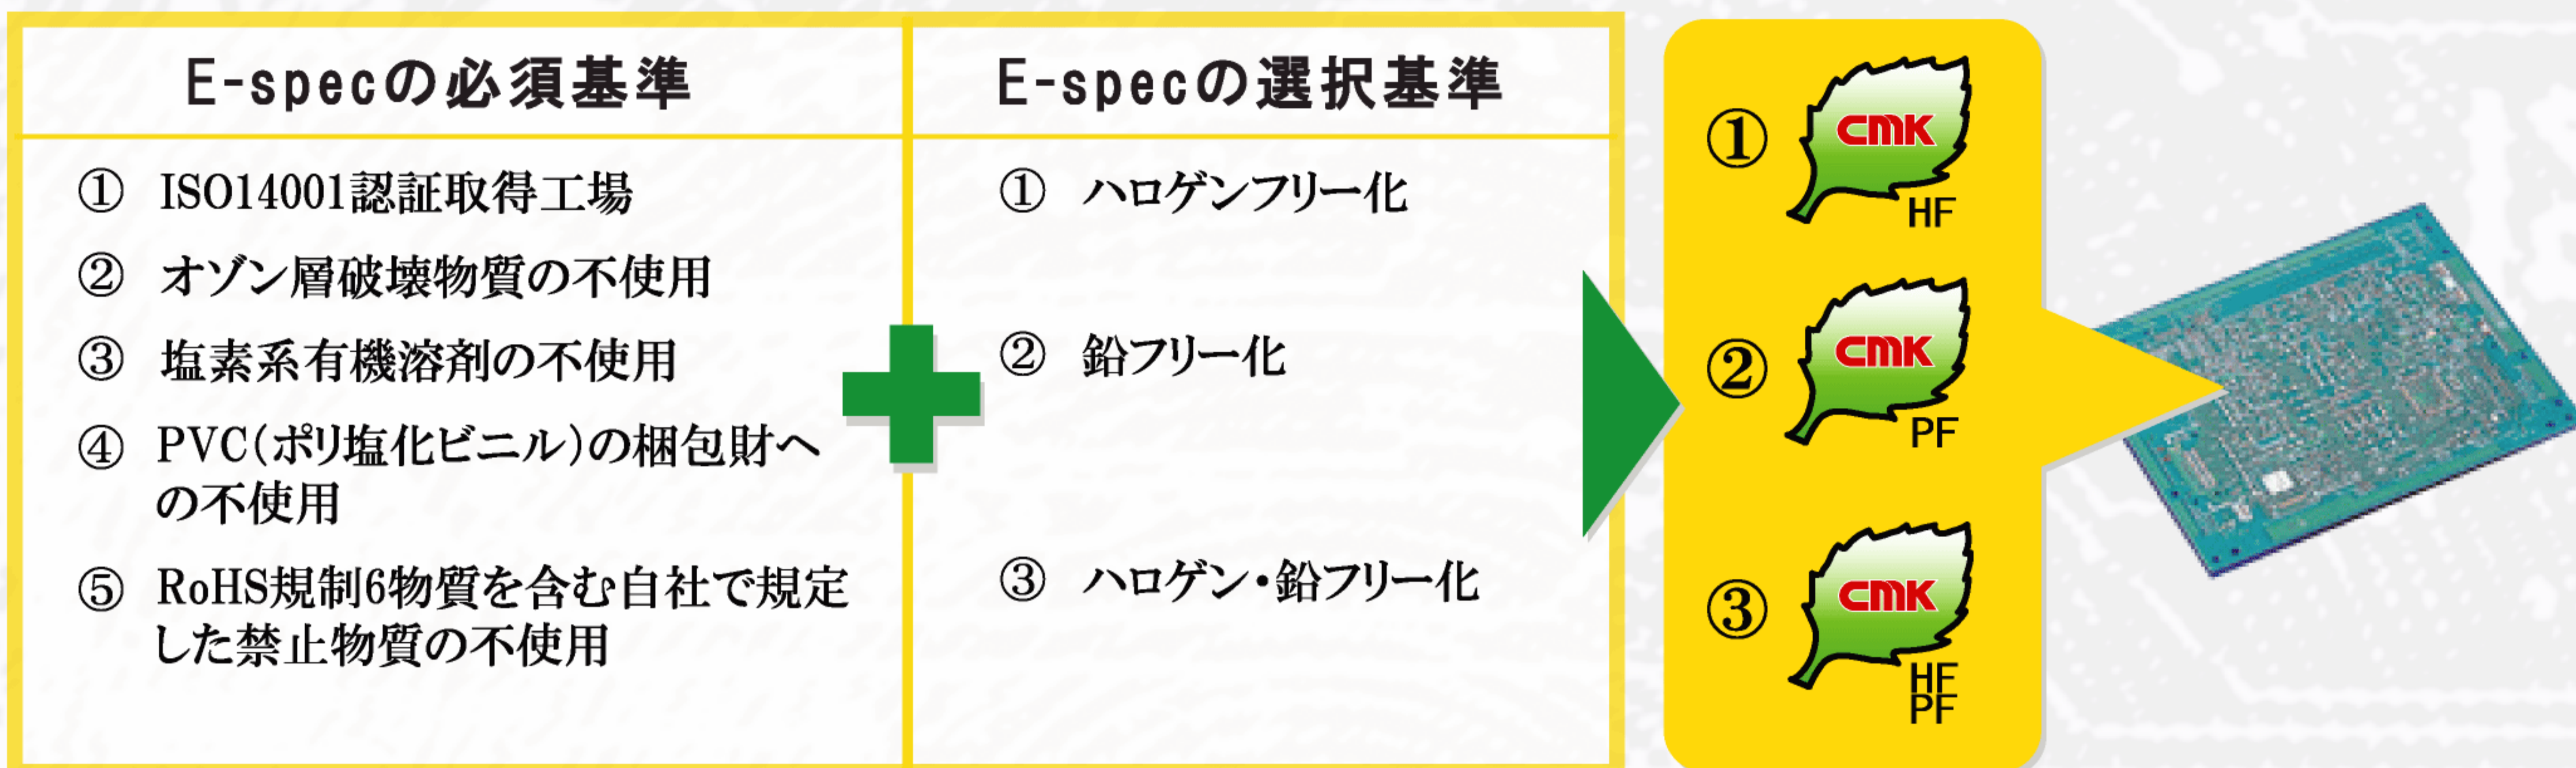 E-specの必須基準
① ISO14001認証取得工場
② オゾン層破壊物質の不使用
③ 塩素系有機溶剤の不使用
④ PVC(ポリ塩化ビニル)の梱包財へ
の不使用
⑤ RoHS規制6物質を含む自社で規定
した禁止物質の不使用
E-specの選択基準
① ハロゲンフリー化
② 鉛フリー化
③ ハロゲン・鉛フリー化
① CMK
HF
② CMK
PF
③ CMK
HF
PF